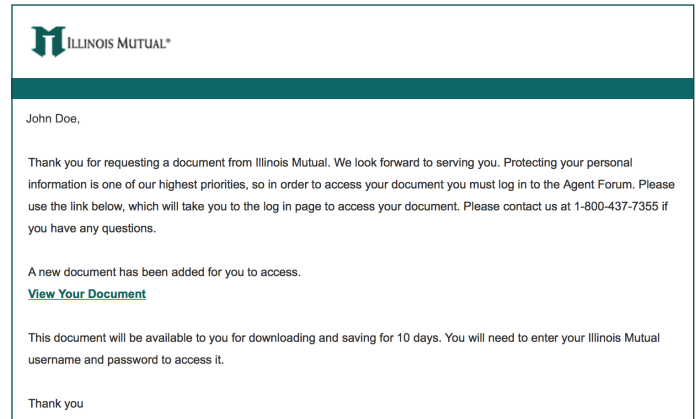 ILLINOIS MUTUAL®
John Doe,
Thank you for requesting a document from Illinois Mutual. We look forward to serving you. Protecting your personal
information is one of our highest priorities, so in order to access your document you must log in to the Agent Forum. Please
use the link below, which will take you to the log in page to access your document. Please contact us at 1-800-437-7355 if
you have any questions.
A new document has been added for you to access.
View Your Document
This document will be available to you for downloading and saving for 10 days. You will need to enter your Illinois Mutual
username and password to access it.
Thank you